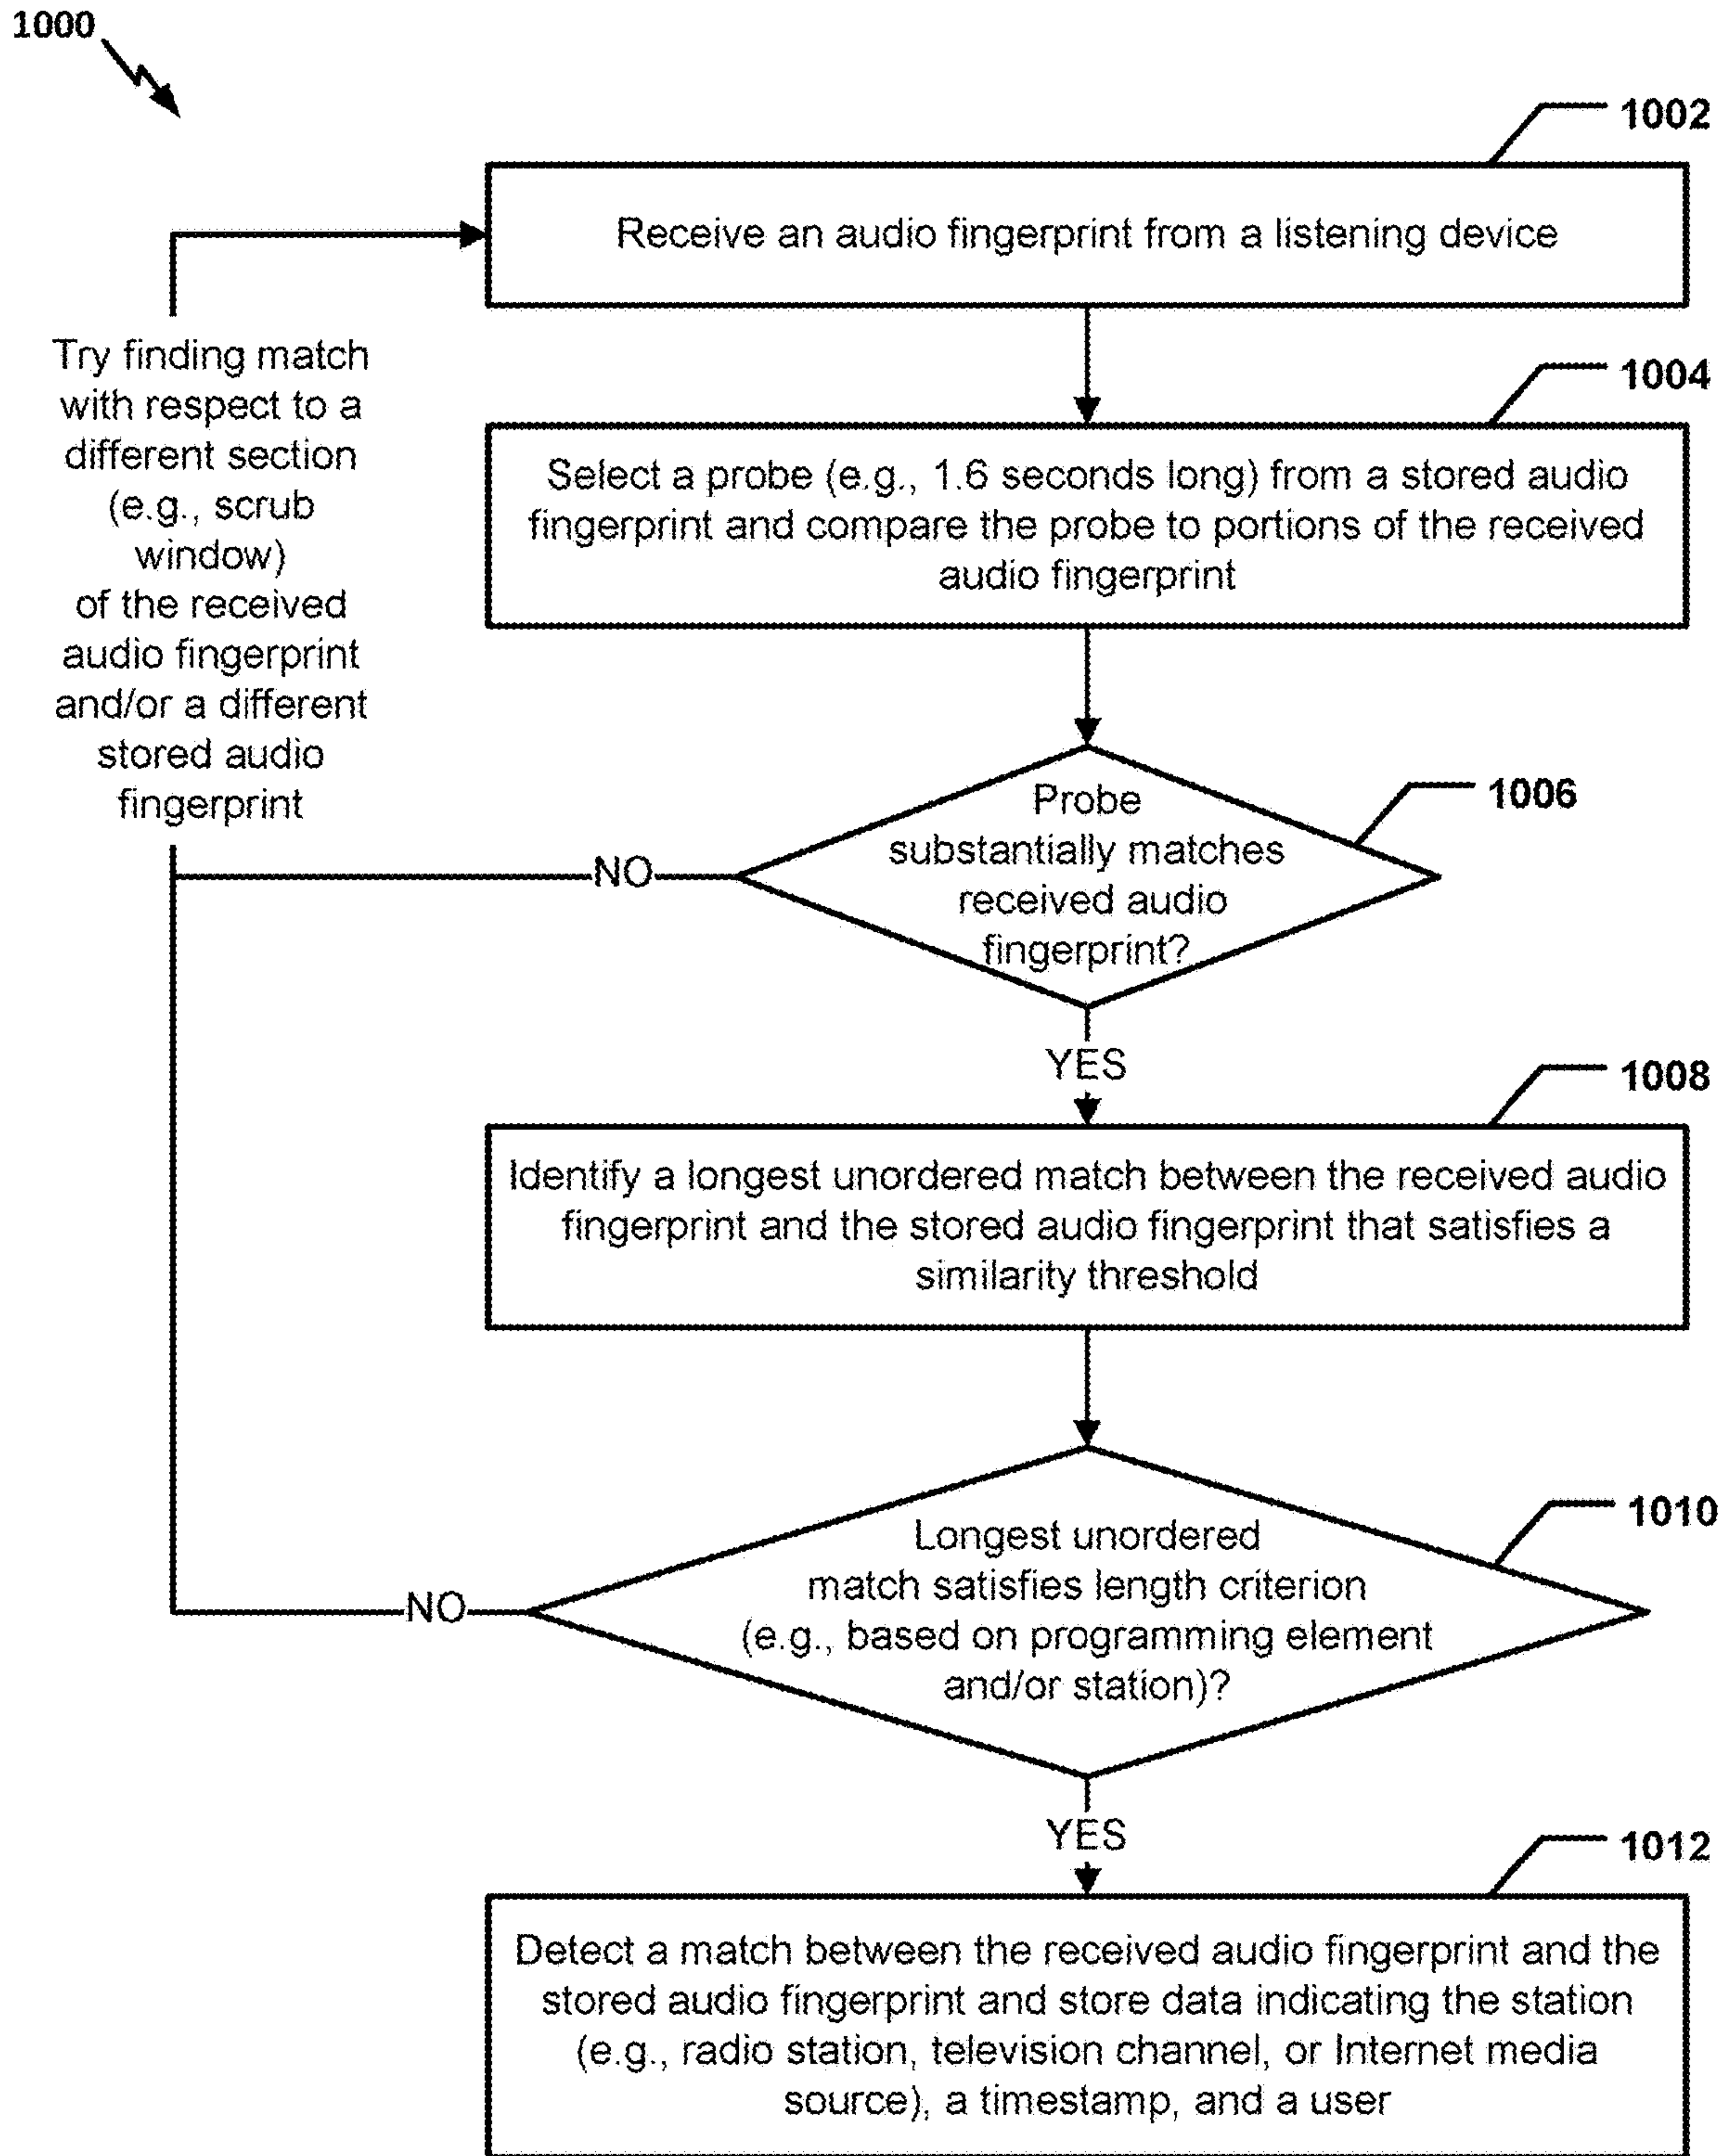 1000
1002
Receive an audio fingerprint from a listening device
Try finding match
with respect to a
different section
(e.g., scrub
window)
of the received
audio fingerprint
and/or a different
stored audio
fingerprint
1004
Select a probe (e.g., 1.6 seconds long) from a stored audio
fingerprint and compare the probe to portions of the received
audio fingerprint
1006
Probe
substantially matches
received audio
fingerprint?
NO
YES
1008
Identify a longest unordered match between the received audio
fingerprint and the stored audio fingerprint that satisfies a
similarity threshold
1010
Longest unordered
match satisfies length criterion
(e.g., based on programming element
and/or station)?
NO
YES
1012
Detect a match between the received audio fingerprint and the
stored audio fingerprint and store data indicating the station
(e.g., radio station, television channel, or Internet media
source), a timestamp, and a user